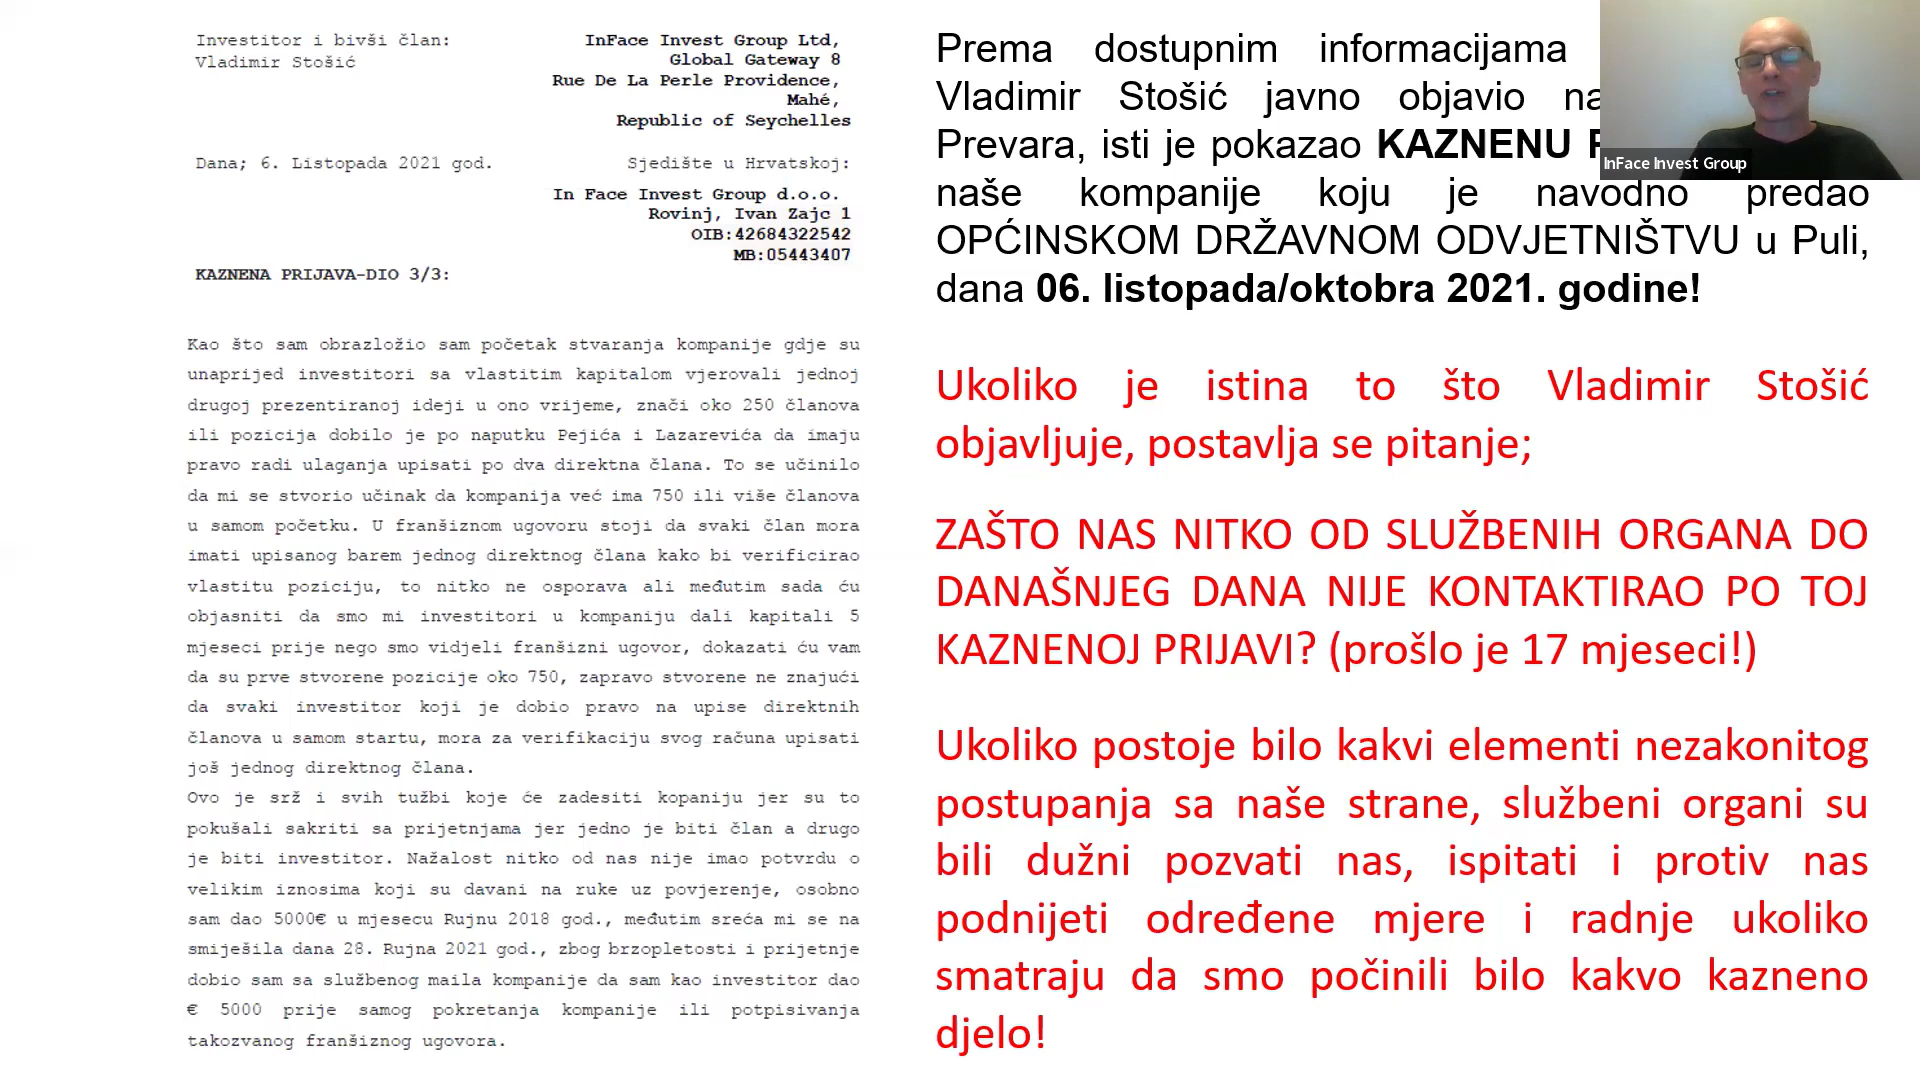 Investitor i bivši član:
Vladimir Stošić
InFace Invest Group Ltd,
Global Gateway 8
Rue De La Perle Providence,
Mahé,
Republic of Seychelles
Dana; 6. Listopada 2021 god.
Sjedište u Hrvatskoj:
In Face Invest Group d.o.o.
Rovinj, Ivan Zajc 1
OIB:42684322542
MB:05443407
KAZNENA PRIJAVA-DIO 3/3:
Kao što sam obrazložio sam početak stvaranja kompanije gdje su
unaprijed investitori sa vlastitim kapitalom vjerovali jednoj
drugoj prezentiranoj ideji u ono vrijeme, znači oko 250 članova
ili pozicija dobilo je po naputku Pejića i Lazarevića da imaju
pravo radi ulaganja upisati po dva direktna člana. To se učinilo
da mi se stvorio učinak da kompanija već ima 750 ili više članova
u samom početku. U franšiznom ugovoru stoji da svaki član mora
imati upisanog barem jednog direktnog člana kako bi verificirao
vlastitu poziciju, to nitko ne osporava ali međutim sada ću
objasniti da smo mi investitori u kompaniju dali kapitali 5
mjeseci prije nego smo vidjeli franšizni ugovor, dokazati ću vam
da su prve stvorene pozicije oko 750, zapravo stvorene ne znajući
da svaki investitor koji je dobio pravo na upise direktnih
članova u samom startu, mora za verifikaciju svog računa upisati
još jednog direktnog člana.
Ovo je srž i svih tužbi koje će zadesiti kopaniju jer su to
pokušali sakriti sa prijetnjama jer jedno je biti član a drugo
je biti investitor. Nažalost nitko od nas nije imao potvrdu o
velikim iznosima koji su davani na ruke uz povjerenje, osobno
sam dao 5000€ u mjesecu Rujnu 2018 god., međutim sreća mi se na
smiješila dana 28. Rujna 2021 god., zbog brzopletosti i prijetnje
dobio sam sa službenog maila kompanije da sam kao investitor dao
€ 5000 prije samog pokretanja kompanije ili potpisivanja
takozvanog franšiznog ugovora.
Prema dostupnim informacijama
Vladimir Stošić javno objavio na
Prevara, isti je pokazao KAZNENU
naše kompanije koju je navodno predao
OPĆINSKOM DRŽAVNOM ODVJETNIŠTVU u Puli,
dana 06. listopada/oktobra 2021. godine!
Ukoliko je istina to što Vladimir Stošić
objavljuje, postavlja se pitanje;
ZAŠTO NAS NITKO OD SLUŽBENIH ORGANA DO
DANAŠNJEG DANA NIJE KONTAKTIRAO PO TOJ
KAZNENOJ PRIJAVI? (prošlo je 17 mjeseci!)
Ukoliko postoje bilo kakvi elementi nezakonitog
postupanja sa naše strane, službeni organi su
bili dužni pozvati nas, ispitati i protiv nas
podnijeti određene mjere i radnje ukoliko
smatraju da smo počinili bilo kakvo kazneno
djelo!
InFace Invest Group